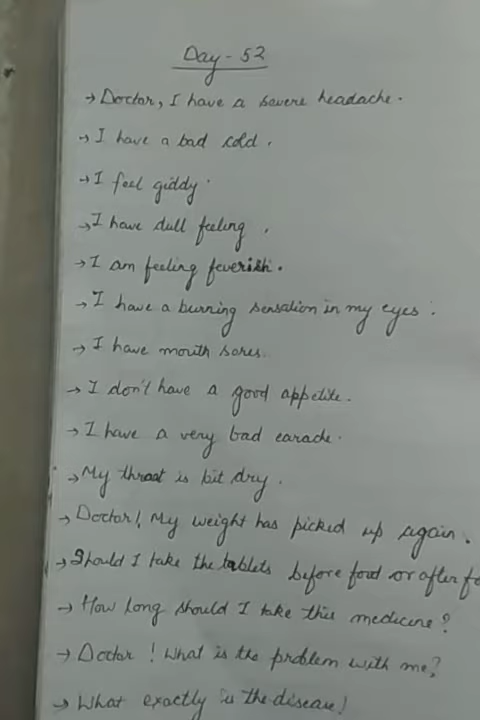 Day - 52
→ Doctor, I have a severe headache.
→ I have a bad cold.
→ I feel giddy.
→ I have dull feeling.
→ I am feeling feverish.
→ I have a burning sensation in my eyes.
→ I have mouth sores.
→ I don't have a good appetite.
→ I have a very bad earache.
→ My throat is bit dry.
→ Doctor! My weight has picked up again.
→ Should I take the tablets before food or after
→ How long should I take this medicine?
→ Doctor! What is the problem with me?
→ What exactly is the disease!